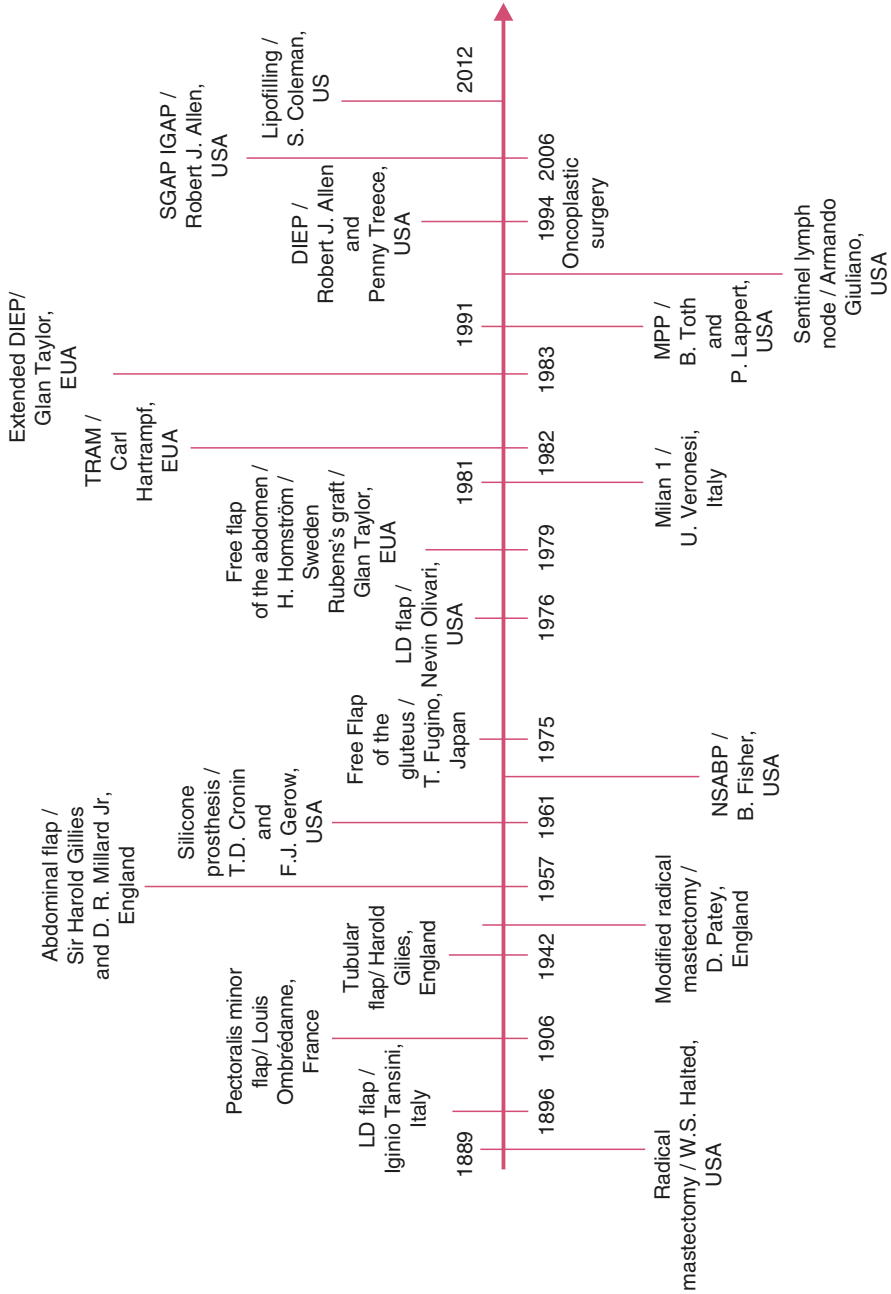 Radical
mastectomy / W.S. Halted,
USA
1889
LD flap /
Iginio Tansini,
Italy
1896
Pectoralis minor
flap/ Louis
Ombrédanne,
France
1906
Tubular
flap/ Harold
Gilies,
England
1942
Modified radical
mastectomy /
D. Patey,
England
Abdominal flap /
Sir Harold Gillies
and D. R. Millard Jr,
England
1957
Silicone
prosthesis /
T.D. Cronin
and
F.J. Gerow,
USA
1961
NSABP /
B. Fisher,
USA
Free Flap
of the
gluteus /
T. Fugino,
Japan
1975
LD flap /
Nevin Olivari,
USA
1976
Free flap
of the abdomen /
H. Homström /
Sweden
Rubens's graft /
Glan Taylor,
EUA
1979
1981
Milan 1 /
U. Veronesi,
Italy
TRAM /
Carl
Hartrampf,
EUA
1982
Extended DIEP/
Glan Taylor,
EUA
1983
1991
MPP /
B. Toth
and
P. Lappert,
USA
Sentinel lymph
node / Armando
Giuliano,
USA
DIEP /
Robert J. Allen
and
Penny Treece,
USA
1994
Oncoplastic
surgery
SGAP IGAP /
Robert J. Allen,
USA
2006
Lipofilling /
S. Coleman,
US
2012